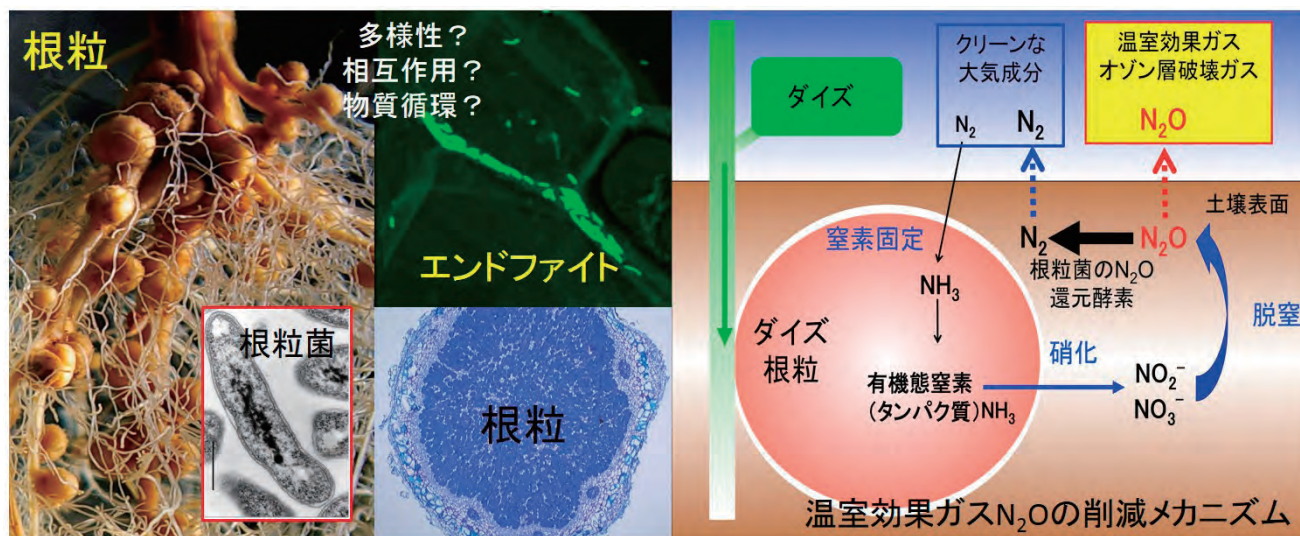 根粒
多様性？
相互作用？
物質循環？
エンドファイト
根粒菌
根粒
ダイズ
クリーンな
大気成分
N₂ N₂
温室効果ガス
オゾン層破壊ガス
N₂O
土壌表面
窒素固定
NH₃
N₂ N₂O
根粒菌のN₂O
還元酵素
脱窒
ダイズ
根粒
硝化
有機態窒素
(タンパク質)NH₃
NO₂⁻
NO₃⁻
温室効果ガスN₂Oの削減メカニズム